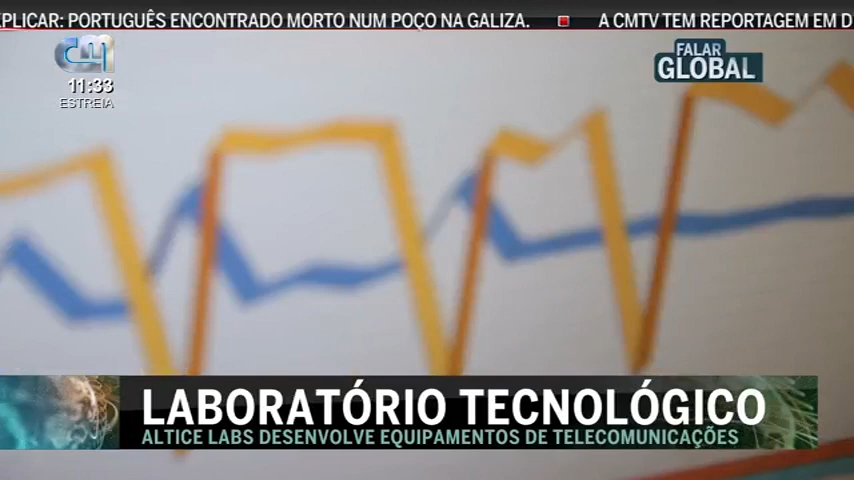 PLICAR: PORTUGUÊS ENCONTRADO MORTO NUM POÇO NA GALIZA. A CMTV TEM REPORTAGEM EM D
CM
11:33
ESTREIA
FALAR
GLOBAL
LABORATÓRIO TECNOLÓGICO
ALTICE LABS DESENVOLVE EQUIPAMENTOS DE TELECOMUNICAÇÕES